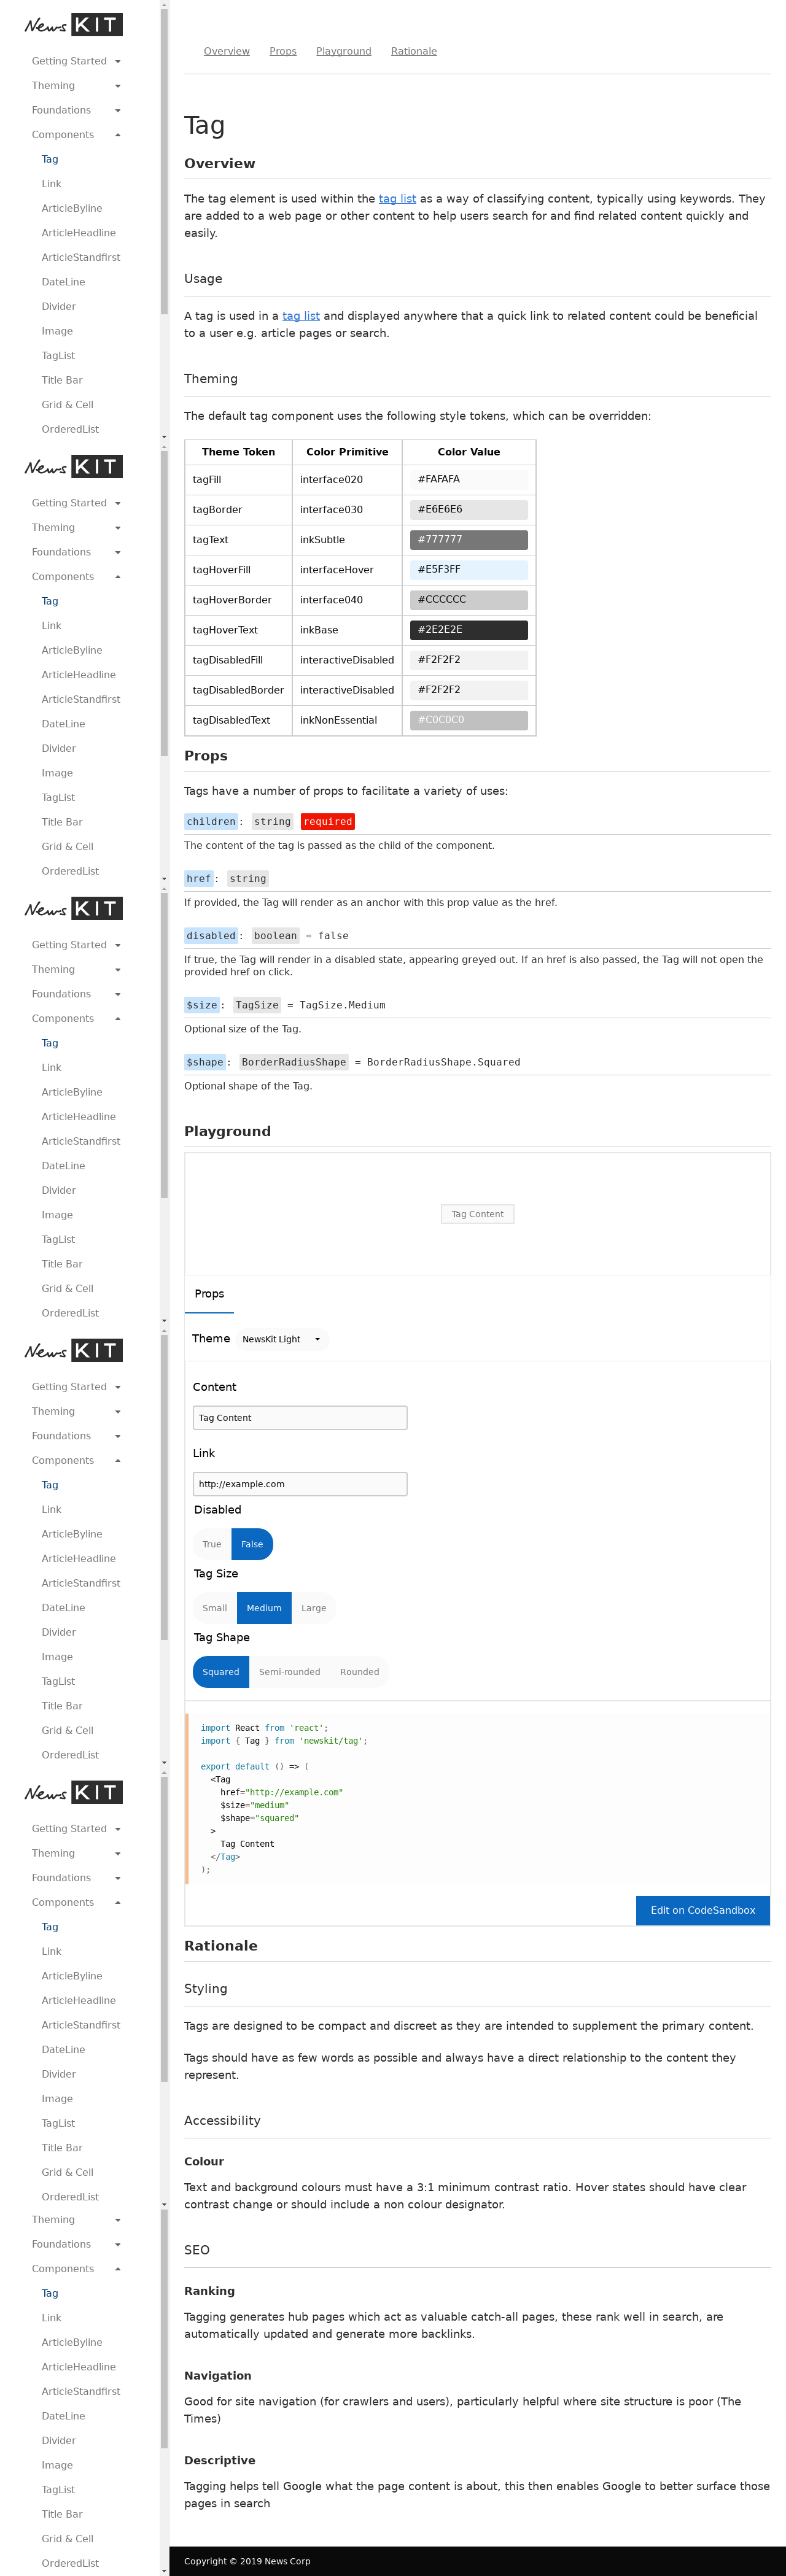 News KIT
Getting Started
Theming
Foundations
Components
Tag
Link
ArticleByline
ArticleHeadline
ArticleStandfirst
DateLine
Divider
Image
TagList
Title Bar
Grid & Cell
OrderedList
News KIT
Getting Started
Theming
Foundations
Components
Tag
Link
ArticleByline
ArticleHeadline
ArticleStandfirst
DateLine
Divider
Image
TagList
Title Bar
Grid & Cell
OrderedList
News KIT
Getting Started
Theming
Foundations
Components
Tag
Link
ArticleByline
ArticleHeadline
ArticleStandfirst
DateLine
Divider
Image
TagList
Title Bar
Grid & Cell
OrderedList
News KIT
Getting Started
Theming
Foundations
Components
Tag
Link
ArticleByline
ArticleHeadline
ArticleStandfirst
DateLine
Divider
Image
TagList
Title Bar
Grid & Cell
OrderedList
News KIT
Getting Started
Theming
Foundations
Components
Tag
Link
ArticleByline
ArticleHeadline
ArticleStandfirst
DateLine
Divider
Image
TagList
Title Bar
Grid & Cell
OrderedList
Theming
Foundations
Components
Tag
Link
ArticleByline
ArticleHeadline
ArticleStandfirst
DateLine
Divider
Image
TagList
Title Bar
Grid & Cell
OrderedList
Overview Props Playground Rationale
Tag
Overview
The tag element is used within the tag list as a way of classifying content, typically using keywords. They
are added to a web page or other content to help users search for and find related content quickly and
easily.
Usage
A tag is used in a tag list and displayed anywhere that a quick link to related content could be beneficial
to a user e.g. article pages or search.
Theming
The default tag component uses the following style tokens, which can be overridden:
Theme Token Color Primitive Color Value
tagFill interface020 #FAFAFA
tagBorder interface030 #E6E6E6
tagText inkSubtle #777777
tagHoverFill interfaceHover #E5F3FF
tagHoverBorder interface040 #CCCCCC
tagHoverText inkBase #2E2E2E
tagDisabledFill interactiveDisabled #F2F2F2
tagDisabledBorder interactiveDisabled #F2F2F2
tagDisabledText inkNonEssential #C0C0C0
Props
Tags have a number of props to facilitate a variety of uses:
children: string required
The content of the tag is passed as the child of the component.
href: string
If provided, the Tag will render as an anchor with this prop value as the href.
disabled: boolean = false
If true, the Tag will render in a disabled state, appearing greyed out. If an href is also passed, the Tag will not open the
provided href on click.
$size: TagSize = TagSize.Medium
Optional size of the Tag.
$shape: BorderRadiusShape = BorderRadiusShape.Squared
Optional shape of the Tag.
Playground
Tag Content
Props
Theme NewsKit Light
Content
Tag Content
Link
http://example.com
Disabled
True False
Tag Size
Small Medium Large
Tag Shape
Squared Semi-rounded Rounded
import React from 'react';
import { Tag } from 'newskit/tag';
export default () => (
<Tag
href="http://example.com"
$size="medium"
$shape="squared"
>
Tag Content
</Tag>
);
Edit on CodeSandbox
Rationale
Styling
Tags are designed to be compact and discreet as they are intended to supplement the primary content.
Tags should have as few words as possible and always have a direct relationship to the content they
represent.
Accessibility
Colour
Text and background colours must have a 3:1 minimum contrast ratio. Hover states should have clear
contrast change or should include a non colour designator.
SEO
Ranking
Tagging generates hub pages which act as valuable catch-all pages, these rank well in search, are
automatically updated and generate more backlinks.
Navigation
Good for site navigation (for crawlers and users), particularly helpful where site structure is poor (The
Times)
Descriptive
Tagging helps tell Google what the page content is about, this then enables Google to better surface those
pages in search
Copyright © 2019 News Corp